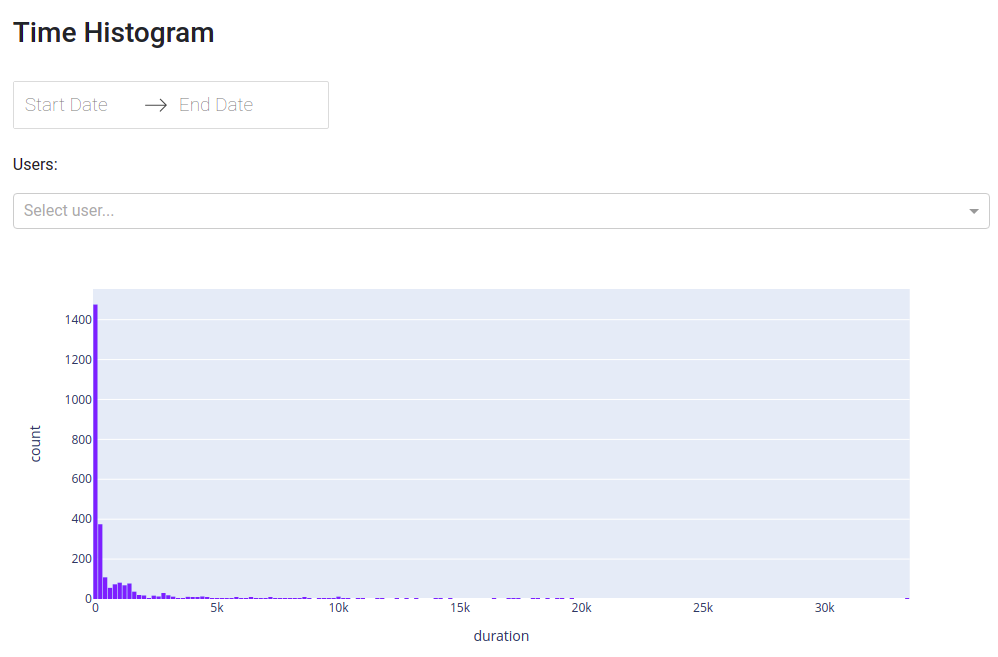 Time Histogram
Start Date → End Date
Users:
Select user...
1400
1200
1000
800
600
400
200
0
count
0 5k 10k 15k 20k 25k 30k
duration